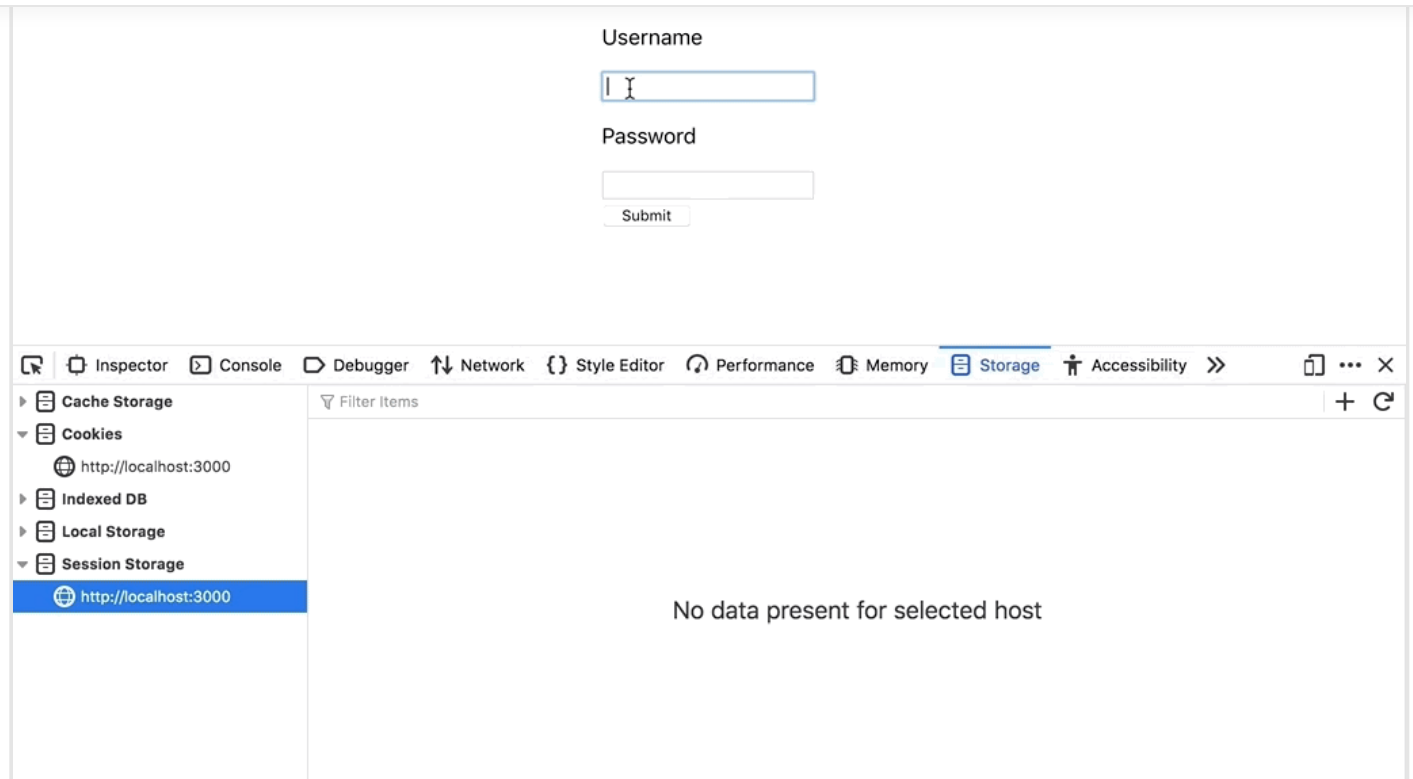 Username
Password
Submit
Inspector Console Debugger Network {} Style Editor Performance Memory Storage Accessibility
Cache Storage
Filter Items
Cookies
http://localhost:3000
Indexed DB
Local Storage
Session Storage
http://localhost:3000
No data present for selected host